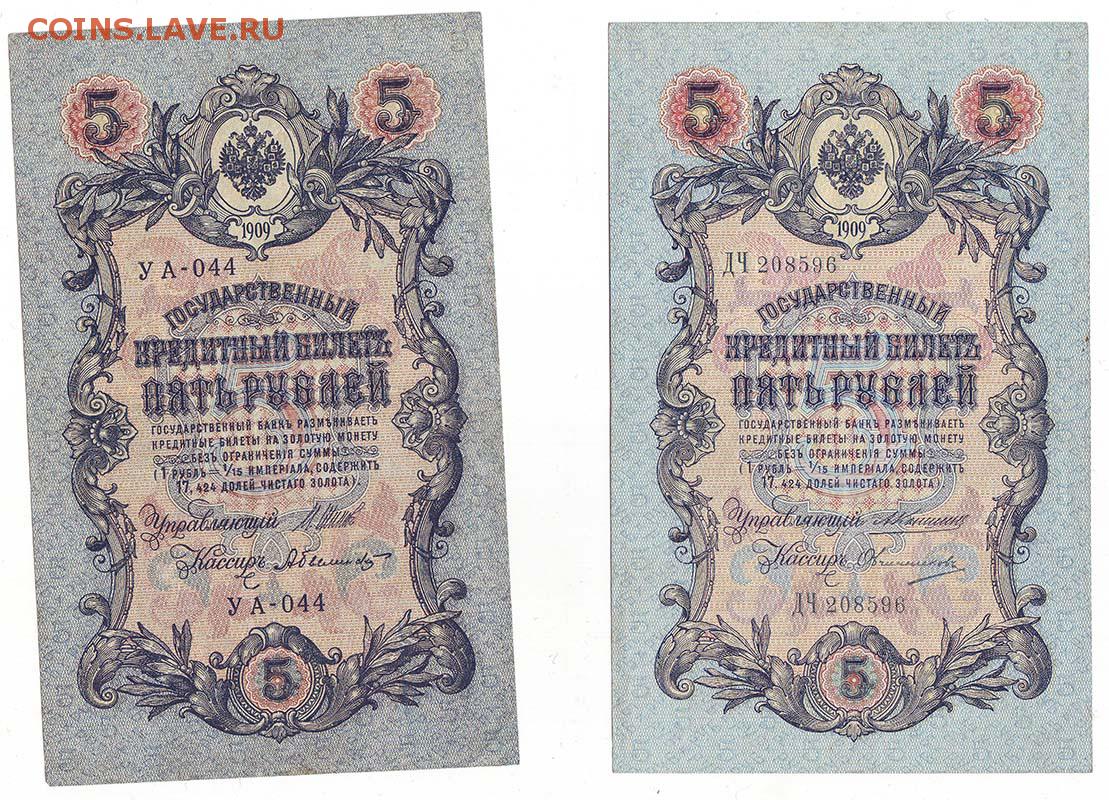 COINS.LAVE.RU
5 5
1909
УА-044
ГОСУДАРСТВЕННЫЙ
КРЕДИТНЫЙ БИЛЕТЪ
ПЯТЬ РУБЛЕЙ
ГОСУДАРСТВЕННЫЙ БАНКЪ РАЗМѢНИВАЕТЪ
КРЕДИТНЫЕ БИЛЕТЫ НА ЗОЛОТУЮ МОНЕТУ
БЕЗЪ ОГРАНИЧЕНІЯ СУММЫ
(1 РУБЛЬ = 1/15 ИМПЕРІАЛА, СОДЕРЖИТЪ
17,424 ДОЛЕЙ ЧИСТАГО ЗОЛОТА).
Управляющій
Кассиръ
УА-044
5
5 5
1909
ДЧ 208596
ГОСУДАРСТВЕННЫЙ
КРЕДИТНЫЙ БИЛЕТЪ
ПЯТЬ РУБЛЕЙ
ГОСУДАРСТВЕННЫЙ БАНКЪ РАЗМѢНИВАЕТЪ
КРЕДИТНЫЕ БИЛЕТЫ НА ЗОЛОТУЮ МОНЕТУ
БЕЗЪ ОГРАНИЧЕНІЯ СУММЫ
(1 РУБЛЬ = 1/15 ИМПЕРІАЛА, СОДЕРЖИТЪ
17,424 ДОЛЕЙ ЧИСТАГО ЗОЛОТА).
Управляющій
Кассиръ
ДЧ 208596
5